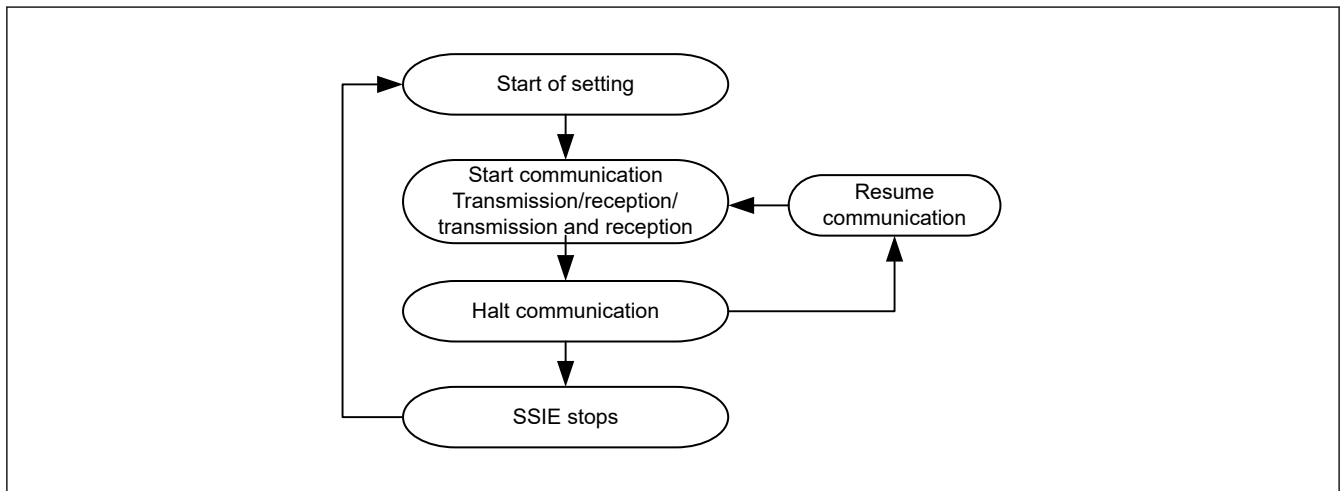 Start of setting
Start communication
Transmission/reception/
transmission and reception
Resume
communication
Halt communication
SSIE stops